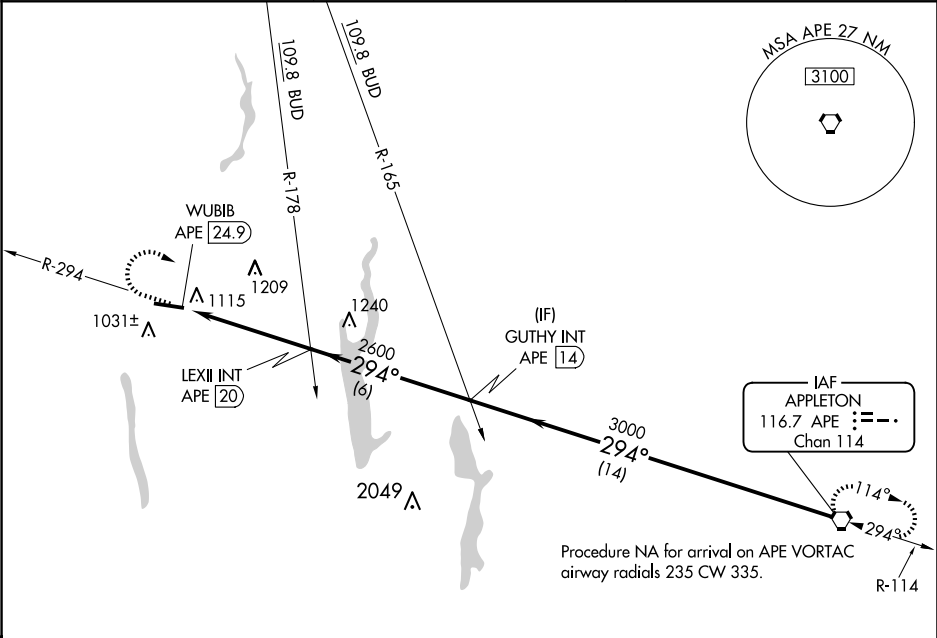 MSA APE 27 NM
3100
109.8 BUD
109.8 BUD
R-178
R-165
WUBIB
APE 24.9
R-294
1209
1115
1031±
1240
(IF)
GUTHY INT
APE 14
LEXII INT
APE 20
2600
294°
(6)
IAF
APPLETON
116.7 APE
Chan 114
3000
294°
(14)
2049
114°
294°
Procedure NA for arrival on APE VORTAC
airway radials 235 CW 335.
R-114